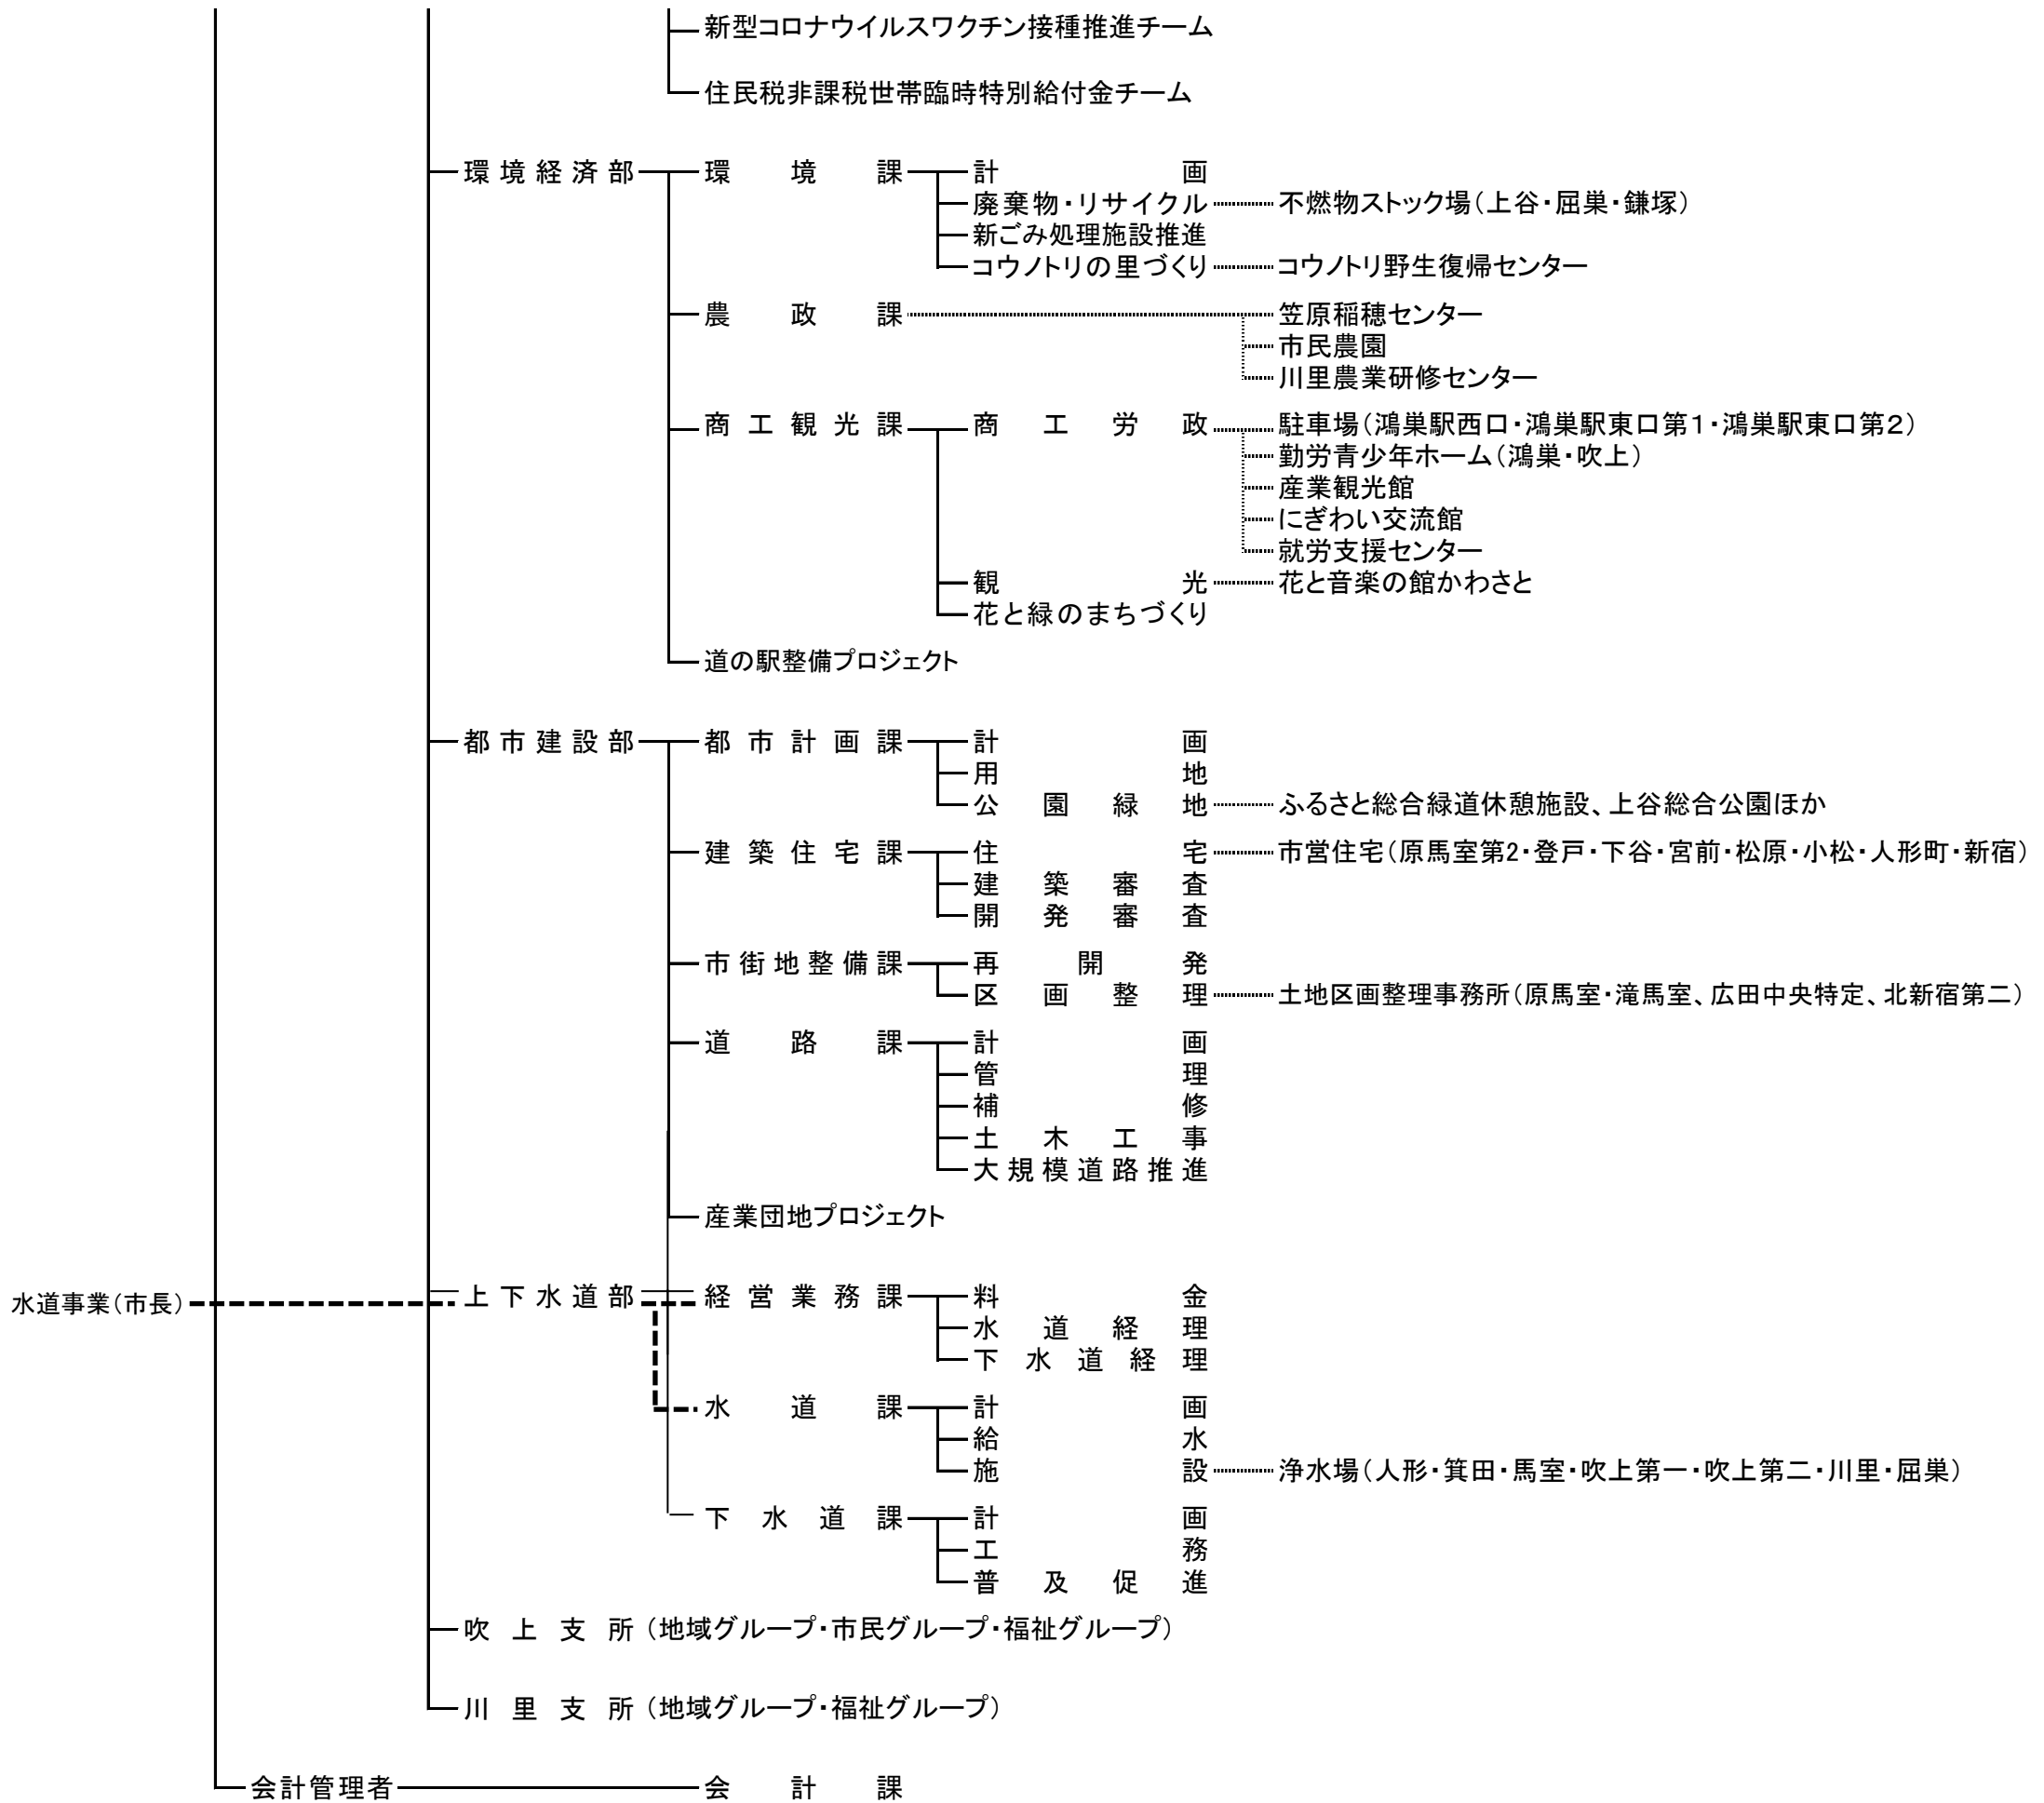 新型コロナウイルスワクチン接種推進チーム
住民税非課税世帯臨時特別給付金チーム
環境経済部 環境課 計画
廃棄物・リサイクル 不燃物ストック場（上谷・屈巣・鎌塚）
新ごみ処理施設推進
コウノトリの里づくり コウノトリ野生復帰センター
農政課 笠原稲穂センター
市民農園
川里農業研修センター
商工観光課 商工労政 駐車場（鴻巣駅西口・鴻巣駅東口第１・鴻巣駅東口第２）
勤労青少年ホーム（鴻巣・吹上）
産業観光館
にぎわい交流館
就労支援センター
観光 花と音楽の館かわさと
花と緑のまちづくり
道の駅整備プロジェクト
都市建設部 都市計画課 計画
用地
公園緑地 ふるさと総合緑道休憩施設、上谷総合公園ほか
建築住宅課 住宅 市営住宅（原馬室第2・登戸・下谷・宮前・松原・小松・人形町・新宿）
建築審査
開発審査
市街地整備課 再開発
区画整理 土地区画整理事務所（原馬室・滝馬室、広田中央特定、北新宿第二）
道路課 計画
管理
補修
土木工事
大規模道路推進
産業団地プロジェクト
水道事業（市長） 上下水道部 経営業務課 料金
水道経理
下水道経理
水道課 計画
給水
施設 浄水場（人形・箕田・馬室・吹上第一・吹上第二・川里・屈巣）
下水道課 計画
工務
普及促進
吹上支所（地域グループ・市民グループ・福祉グループ）
川里支所（地域グループ・福祉グループ）
会計管理者 会計課